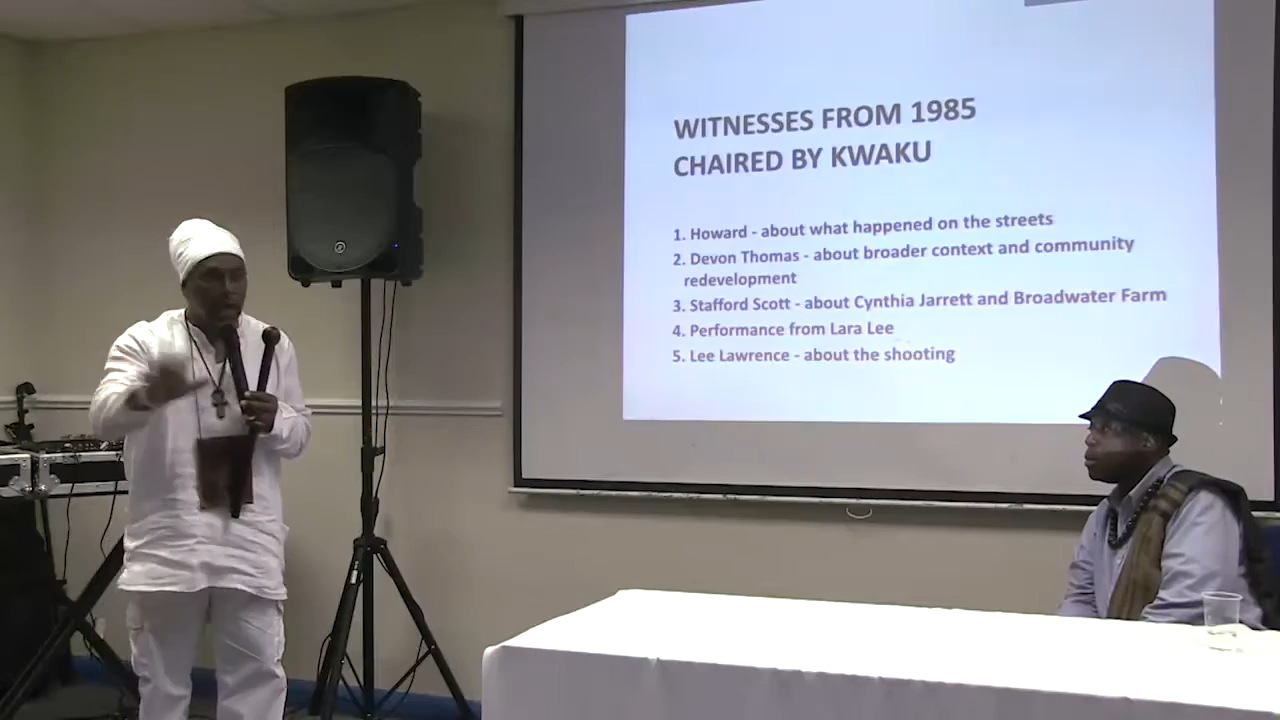 WITNESSES FROM 1985
CHAIRED BY KWAKU
1. Howard - about what happened on the streets
2. Devon Thomas - about broader context and community
redevelopment
3. Stafford Scott - about Cynthia Jarrett and Broadwater Farm
4. Performance from Lara Lee
5. Lee Lawrence - about the shooting